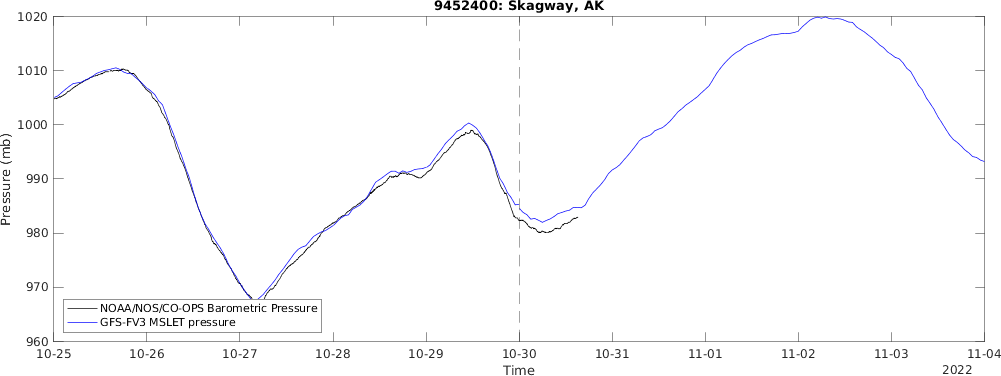 9452400: Skagway, AK
1020
1010
1000
990
980
970
960
Pressure (mb)
NOAA/NOS/CO-OPS Barometric Pressure
GFS-FV3 MSLET pressure
10-25 10-26 10-27 10-28 10-29 10-30 10-31 11-01 11-02 11-03 11-04
Time
2022